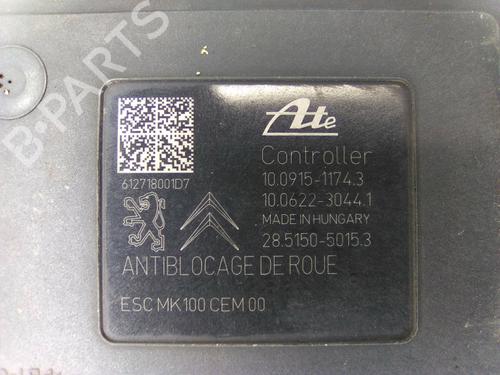 B-PARTS
Ate
Controller
10.0915-1174.3
10.0622-3044.1
MADE IN HUNGARY
28.5150-5015.3
612718001D7
ANTIBLOCAGE DE ROUE
ESC MK100 CEM 00